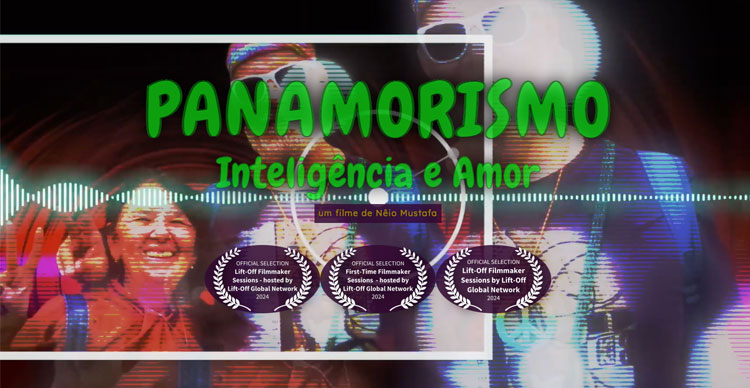 PANAMORISMO
Inteligência e Amor
um filme de Nêio Mustafa
OFFICIAL SELECTION
Lift-Off Filmmaker
Sessions - hosted by
Lift-Off Global Network
2024
OFFICIAL SELECTION
First-Time Filmmaker
Sessions - hosted by
Lift-Off Global Network
2024
OFFICIAL SELECTION
Lift-Off Filmmaker
Sessions by Lift-Off
Global Network
2024